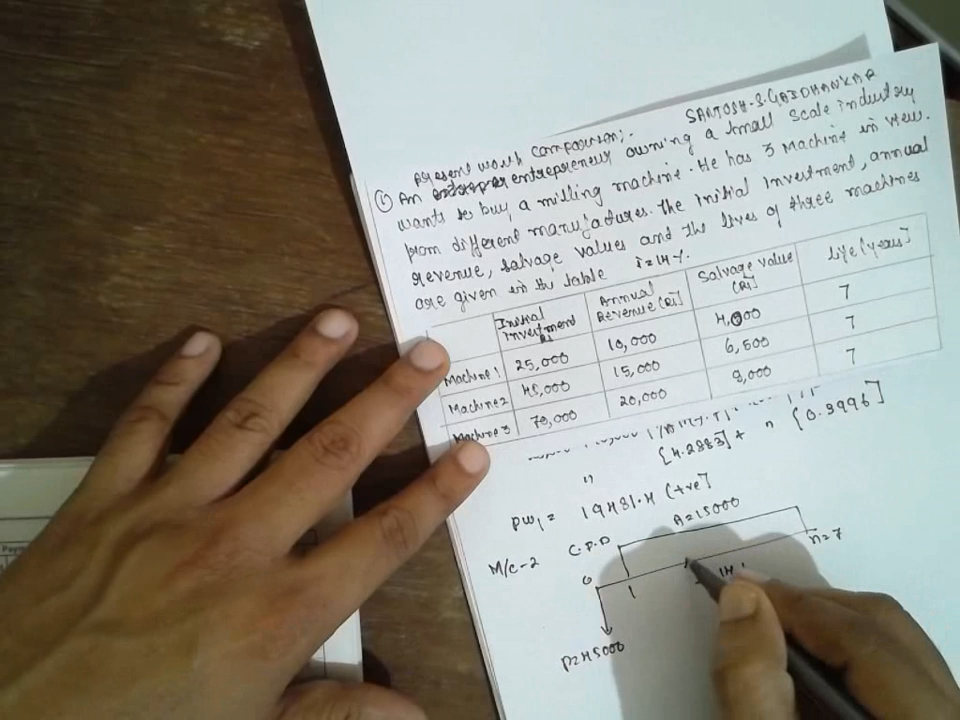 SANTOSH.S.GAJDHANKAR
Present worth comparison:-
① An entrepreneur owning a small scale industry
wants to buy a milling machine. He has 3 Machine in view.
from different manufactures. The initial investment, annual
revenue, salvage values and the lives of three machines
are given in the table i=14%.
Initial investment Rs Annual Revenue (Rs) Salvage value (Rs) Life (years)
Machine 1 25,000 10,000 4,000 7
Machine 2 45,000 15,000 6,500 7
Machine 3 70,000 20,000 9,000 7
" [4.2883] + " [0.3996]
PW1 = 19481.4 (+ve)
M/C-2 C.F.D A=15000
0 1 n=7
P=45000